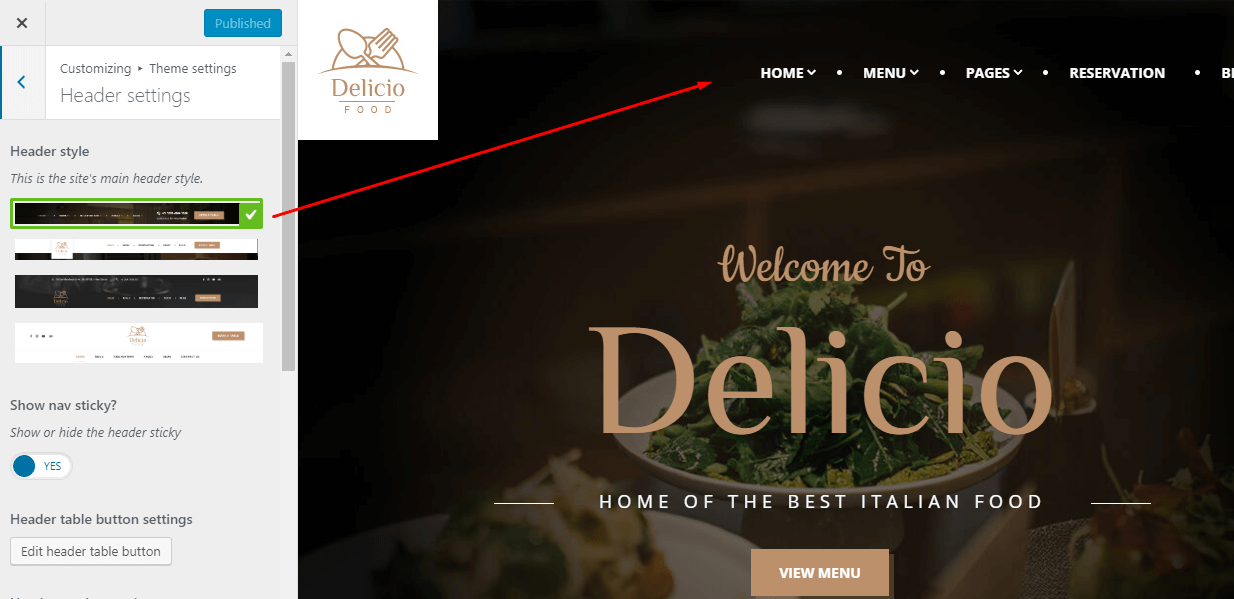 Published
Customizing ▸ Theme settings
Header settings
Header style
This is the site's main header style.
Show nav sticky?
Show or hide the header sticky
YES
Header table button settings
Edit header table button
Delicio
FOOD
HOME • MENU • PAGES • RESERVATION •
Welcome To
Delicio
HOME OF THE BEST ITALIAN FOOD
VIEW MENU